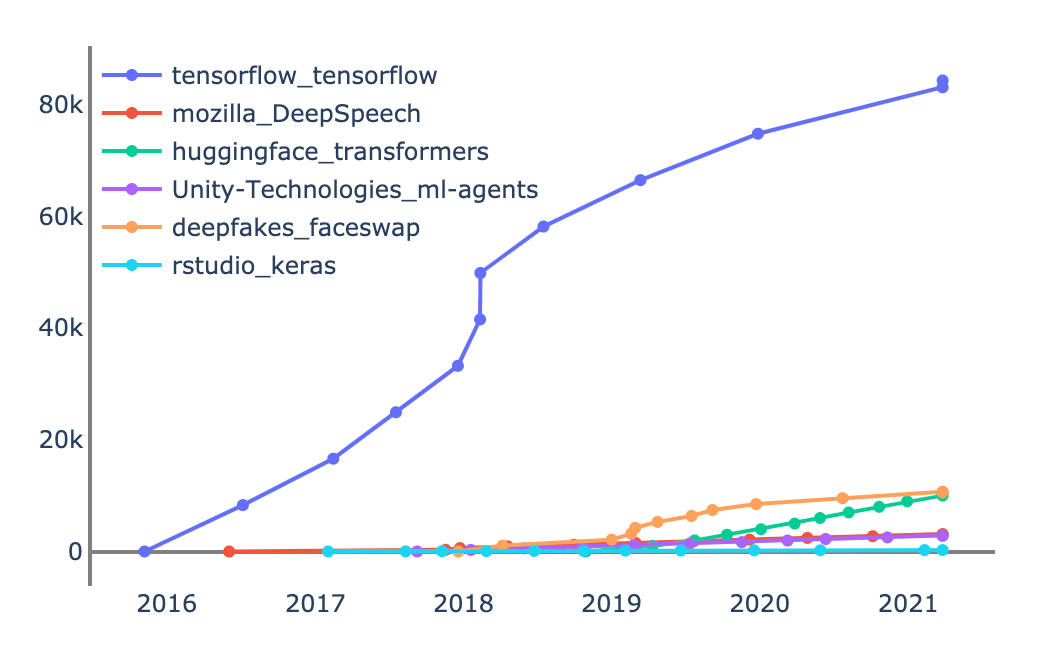 tensorflow_tensorflow
mozilla_DeepSpeech
huggingface_transformers
Unity-Technologies_ml-agents
deepfakes_faceswap
rstudio_keras
80k
60k
40k
20k
0
2016 2017 2018 2019 2020 2021